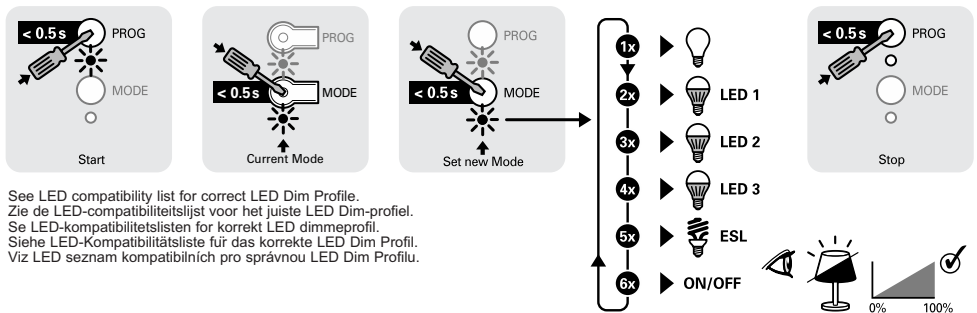 < 0.5 s
PROG
MODE
Start
PROG
< 0.5 s
MODE
Current Mode
PROG
< 0.5 s
MODE
Set new Mode
1x
2x LED 1
3x LED 2
4x LED 3
5x ESL
6x ON/OFF
< 0.5 s
PROG
MODE
Stop
See LED compatibility list for correct LED Dim Profile.
Zie de LED-compatibiliteitslijst voor het juiste LED Dim-profiel.
Se LED-kompatibilitetslisten for korrekt LED dimmeprofil.
Siehe LED-Kompatibilitätsliste für das korrekte LED Dim Profil.
Viz LED seznam kompatibilních pro správnou LED Dim Profilu.
0% 100%